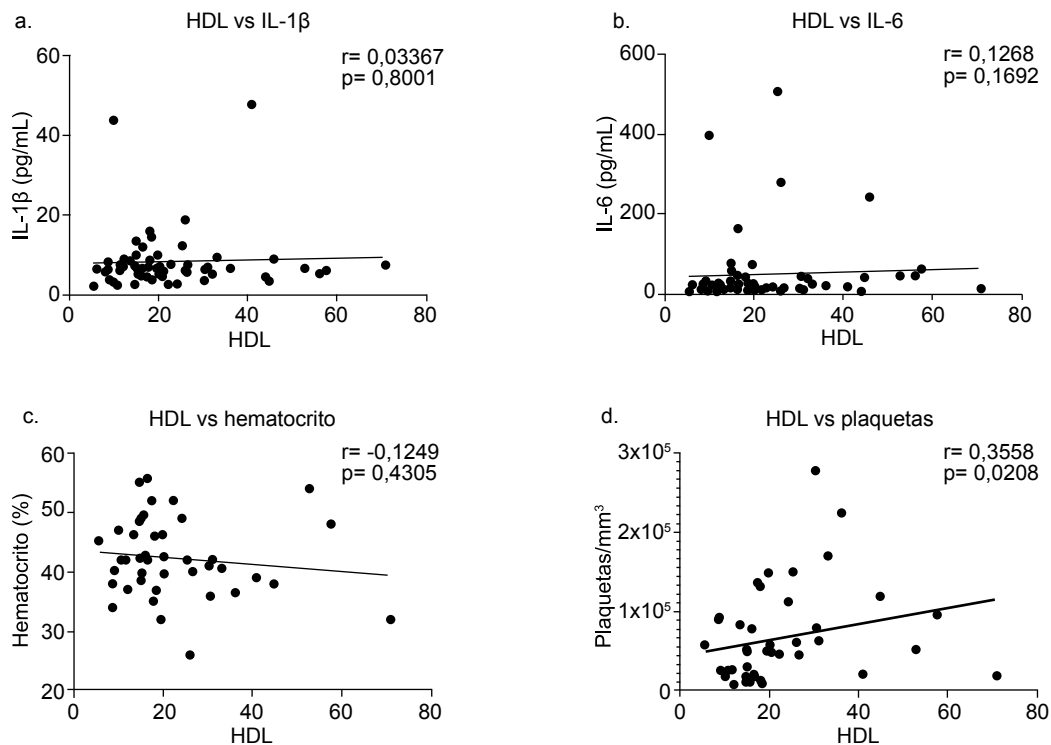 a.
HDL vs IL-1β
r= 0,03367
p= 0,8001
IL-1β (pg/mL)
60
40
20
0
0 20 40 60 80
HDL
b.
HDL vs IL-6
r= 0,1268
p= 0,1692
IL-6 (pg/mL)
600
400
200
0
0 20 40 60 80
HDL
c.
HDL vs hematocrito
r= -0,1249
p= 0,4305
Hematocrito (%)
60
50
40
30
20
0 20 40 60 80
HDL
d.
HDL vs plaquetas
r= 0,3558
p= 0,0208
Plaquetas/mm³
3x10⁵
2x10⁵
1x10⁵
0
0 20 40 60 80
HDL